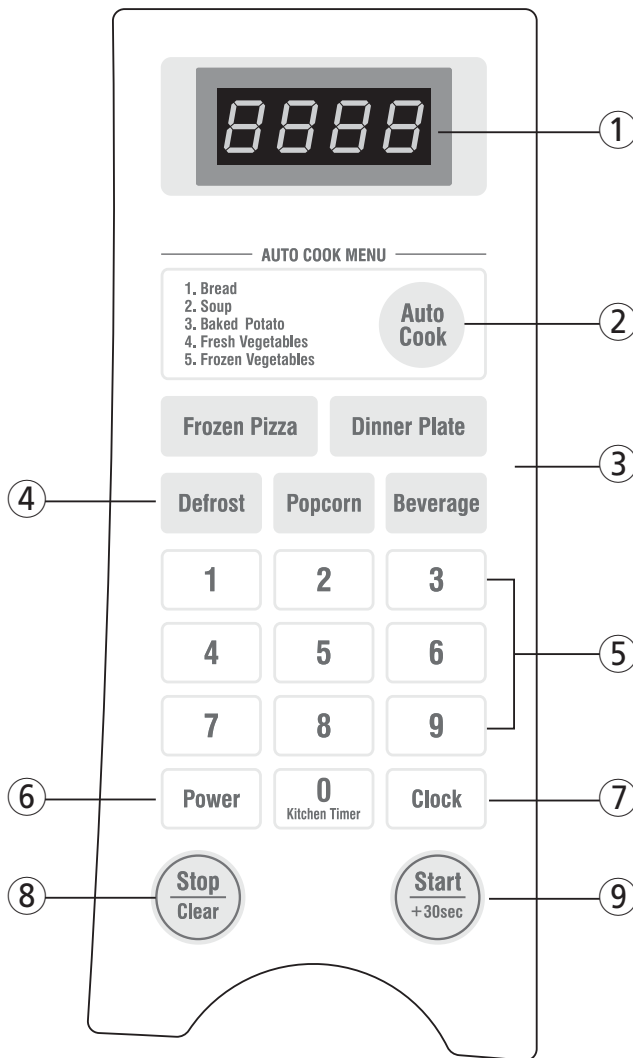 8888
①
AUTO COOK MENU
1. Bread
2. Soup
3. Baked Potato
4. Fresh Vegetables
5. Frozen Vegetables
Auto
Cook
②
Frozen Pizza
Dinner Plate
③
④
Defrost
Popcorn
Beverage
1
2
3
4
5
6
⑤
7
8
9
⑥
Power
0
Kitchen Timer
Clock
⑦
⑧
Stop
Clear
Start
+30sec
⑨